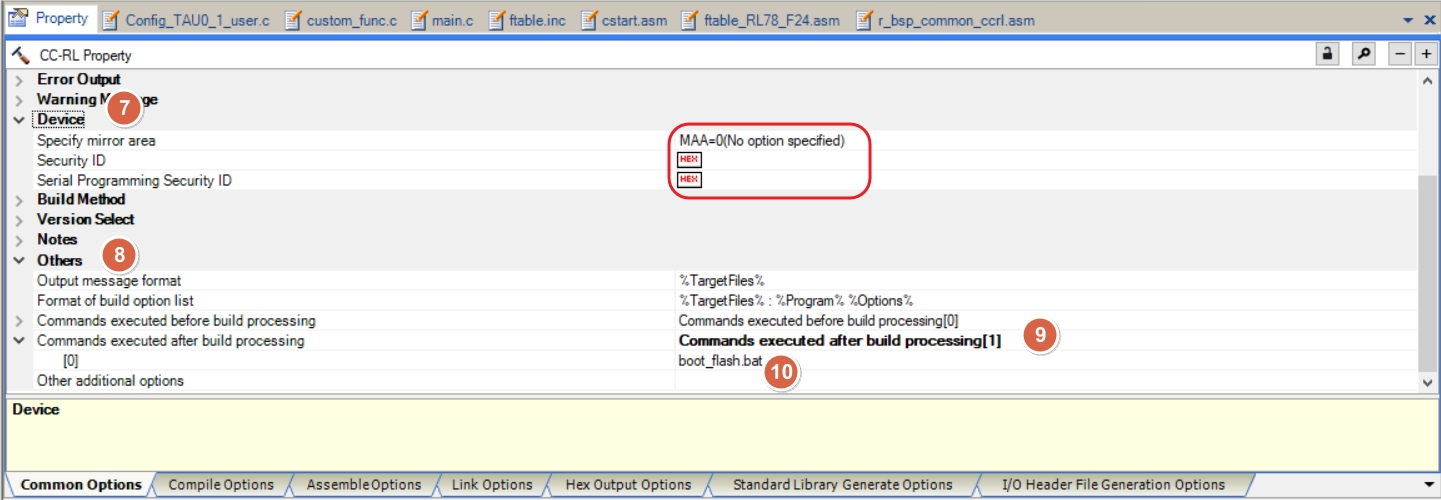 Property Config_TAU0_1_user.c custom_func.c main.c ftable.inc cstart.asm ftable_RL78_F24.asm r_bsp_common_ccrl.asm
CC-RL Property
Error Output
Warning M ge
7
Device
Specify mirror area MAA=0(No option specified)
Security ID HEX
Serial Programming Security ID HEX
Build Method
Version Select
Notes
8
Others
Output message format %TargetFiles%
Format of build option list %TargetFiles% : %Program% %Options%
Commands executed before build processing Commands executed before build processing[0]
Commands executed after build processing Commands executed after build processing[1] 9
[0] boot_flash.bat 10
Other additional options
Device
Common Options Compile Options Assemble Options Link Options Hex Output Options Standard Library Generate Options I/O Header File Generation Options